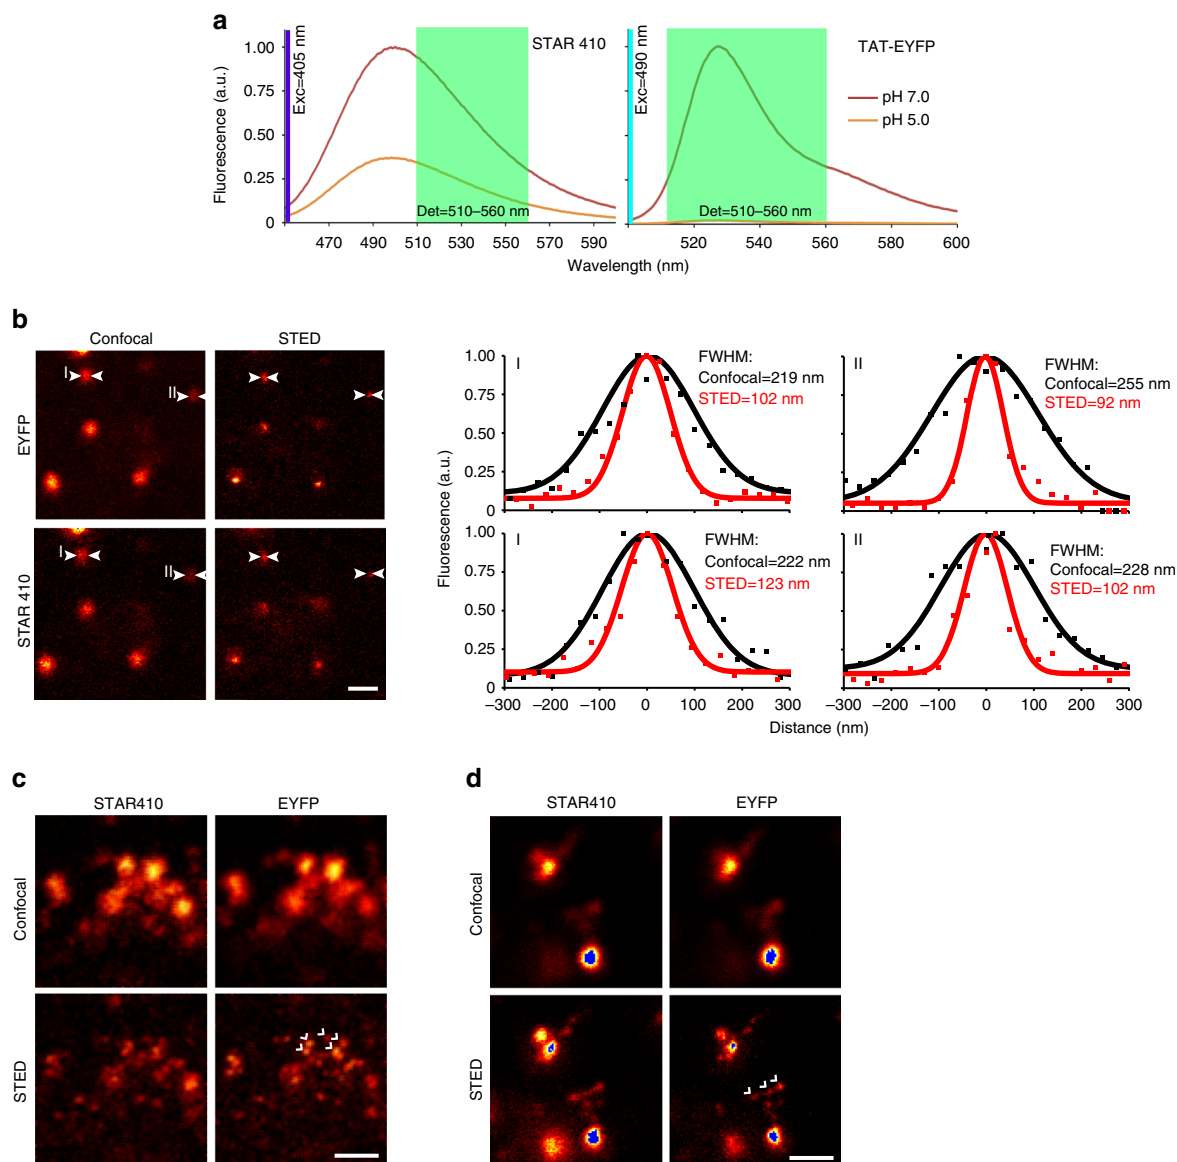 a
Fluorescence (a.u.)
1.00
0.75
0.50
0.25
0
Exc=405 nm
STAR 410
Det=510–560 nm
470 490 510 530 550 570 590
Exc=490 nm
TAT-EYFP
pH 7.0
pH 5.0
Det=510–560 nm
520 540 560 580 600
Wavelength (nm)
b
Confocal STED
EYFP
I
II
STAR 410
I
II
Fluorescence (a.u.)
1.00
0.75
0.50
0.25
0
I
FWHM:
Confocal=219 nm
STED=102 nm
II
FWHM:
Confocal=255 nm
STED=92 nm
1.00
0.75
0.50
0.25
0
I
FWHM:
Confocal=222 nm
STED=123 nm
II
FWHM:
Confocal=228 nm
STED=102 nm
–300 –200 –100 0 100 200 300
–300 –200 –100 0 100 200 300
Distance (nm)
c
STAR410 EYFP
Confocal
STED
d
STAR410 EYFP
Confocal
STED